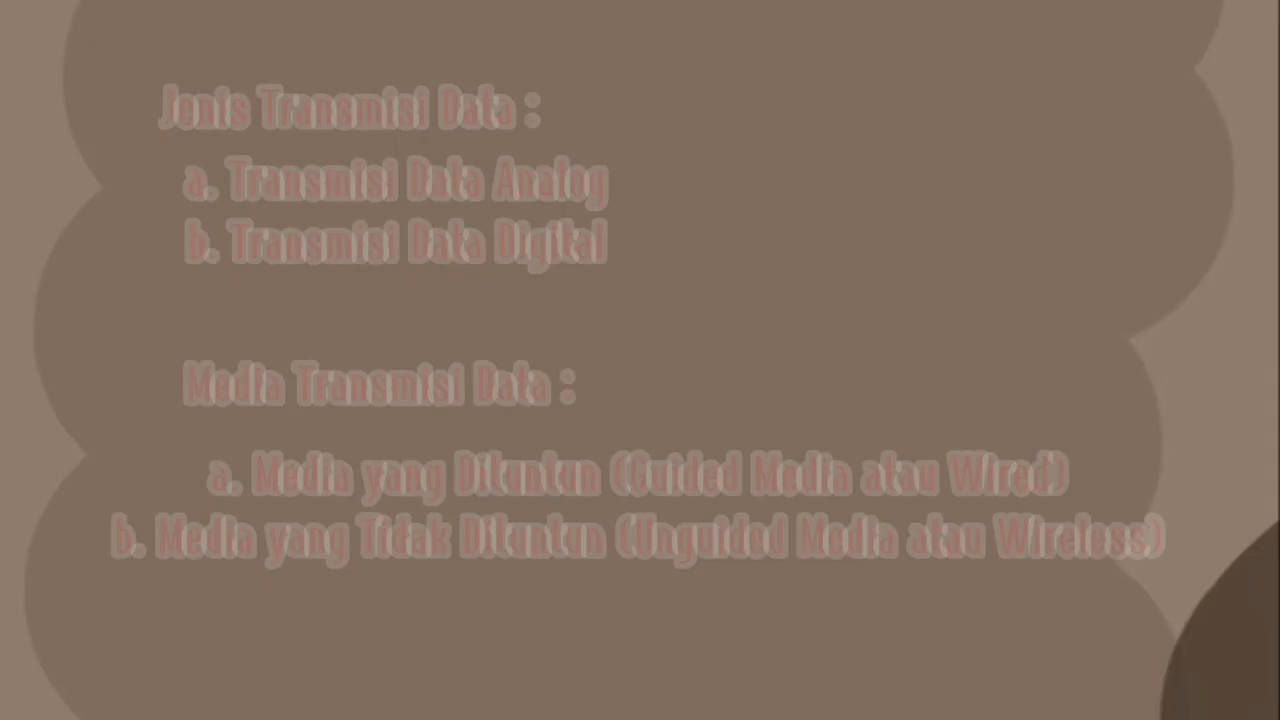 Jenis Transmisi Data :
a. Transmisi Data Analog
b. Transmisi Data Digital
Media Transmisi Data :
a. Media yang Dituntun (Guided Media atau Wired)
b. Media yang Tidak Dituntun (Unguided Media atau Wireless)